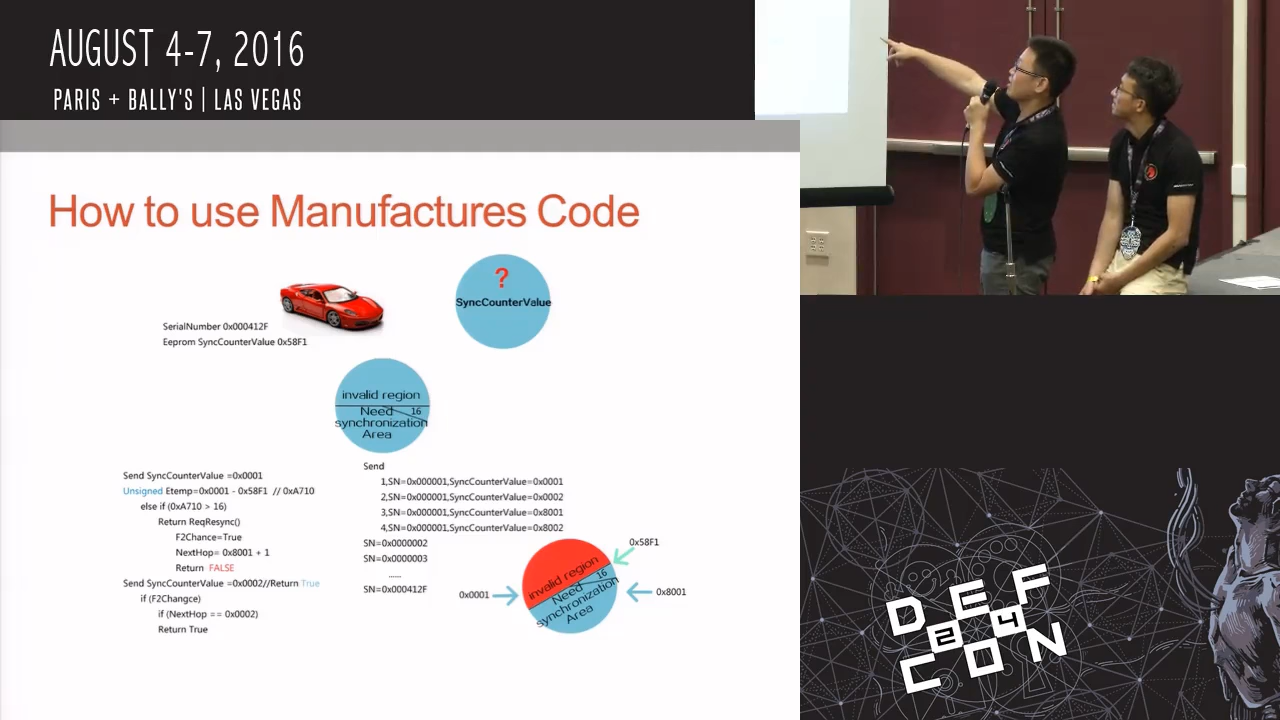 AUGUST 4-7, 2016
PARIS + BALLY'S | LAS VEGAS
How to use Manufactures Code
?
SyncCounterValue
SerialNumber 0x000412F
Eeprom SyncCounterValue 0x58F1
invalid region
Need 16
synchronization
Area
Send SyncCounterValue =0x0001
Unsigned Etemp=0x0001 - 0x58F1 // 0xA710
else if (0xA710 > 16)
Return ReqResync()
F2Chance=True
NextHop= 0x8001 + 1
Return FALSE
Send SyncCounterValue =0x0002//Return True
if (F2Changce)
if (NextHop == 0x0002)
Return True
Send
1,SN=0x000001,SyncCounterValue=0x0001
2,SN=0x000001,SyncCounterValue=0x0002
3,SN=0x000001,SyncCounterValue=0x8001
4,SN=0x000001,SyncCounterValue=0x8002
SN=0x0000002
SN=0x0000003
......
SN=0x000412F
0x58F1
0x0001
0x8001
invalid region
16
Need
synchronization
Area
DEF
24
CON